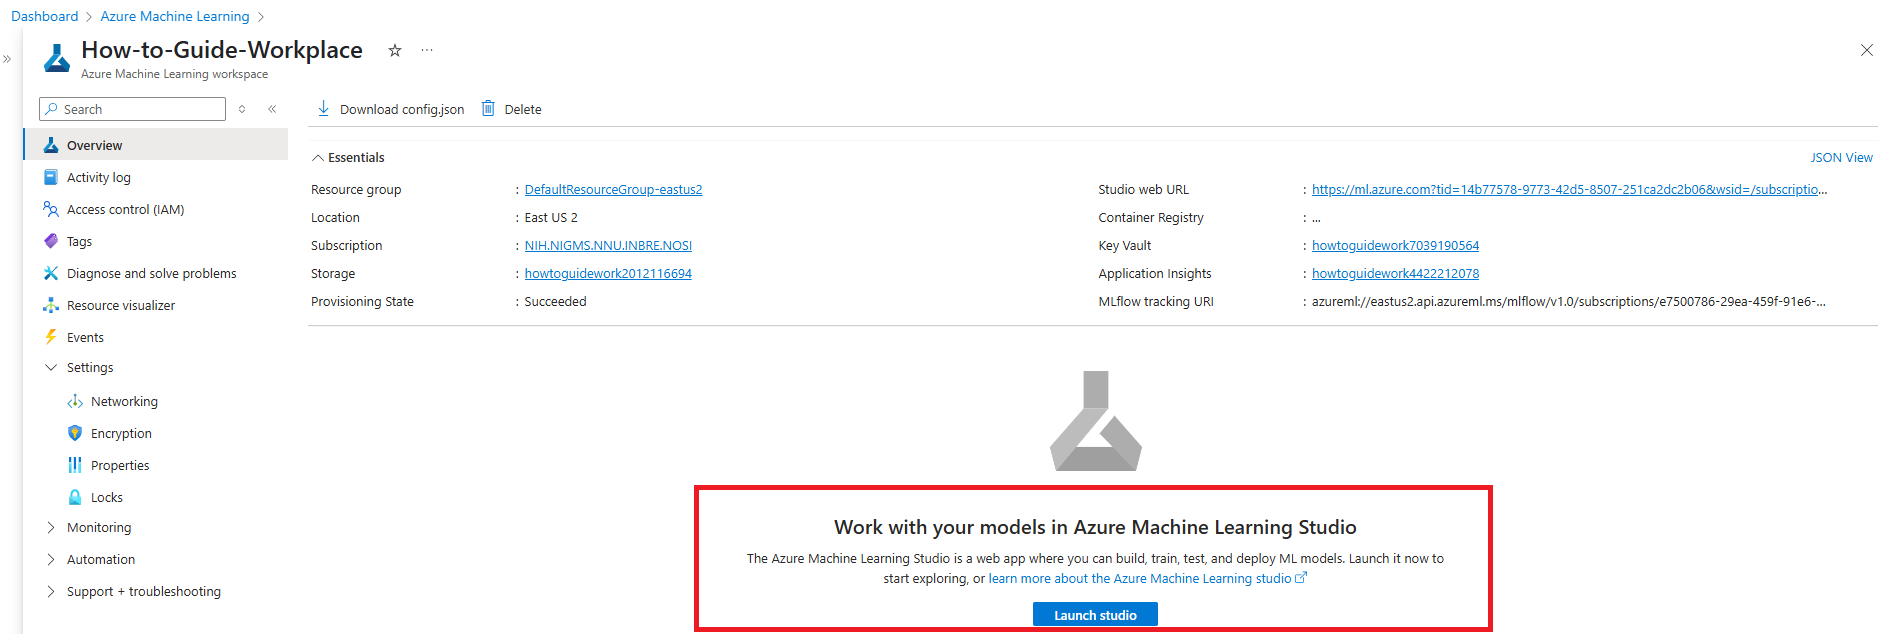 Dashboard > Azure Machine Learning >
How-to-Guide-Workplace
Azure Machine Learning workspace
Search
Download config.json
Delete
Overview
Activity log
Access control (IAM)
Tags
Diagnose and solve problems
Resource visualizer
Events
Settings
Networking
Encryption
Properties
Locks
Monitoring
Automation
Support + troubleshooting
Essentials
JSON View
Resource group : DefaultResourceGroup-eastus2
Location : East US 2
Subscription : NIH.NIGMS.NNU.INBRE.NOSI
Storage : howtoguidework2012116694
Provisioning State : Succeeded
Studio web URL : https://ml.azure.com?tid=14b77578-9773-42d5-8507-251ca2dc2b06&wsid=/subscriptio...
Container Registry : ...
Key Vault : howtoguidework7039190564
Application Insights : howtoguidework4422212078
MLflow tracking URI : azureml://eastus2.api.azureml.ms/mlflow/v1.0/subscriptions/e7500786-29ea-459f-91e6-...
Work with your models in Azure Machine Learning Studio
The Azure Machine Learning Studio is a web app where you can build, train, test, and deploy ML models. Launch it now to
start exploring, or learn more about the Azure Machine Learning studio
Launch studio